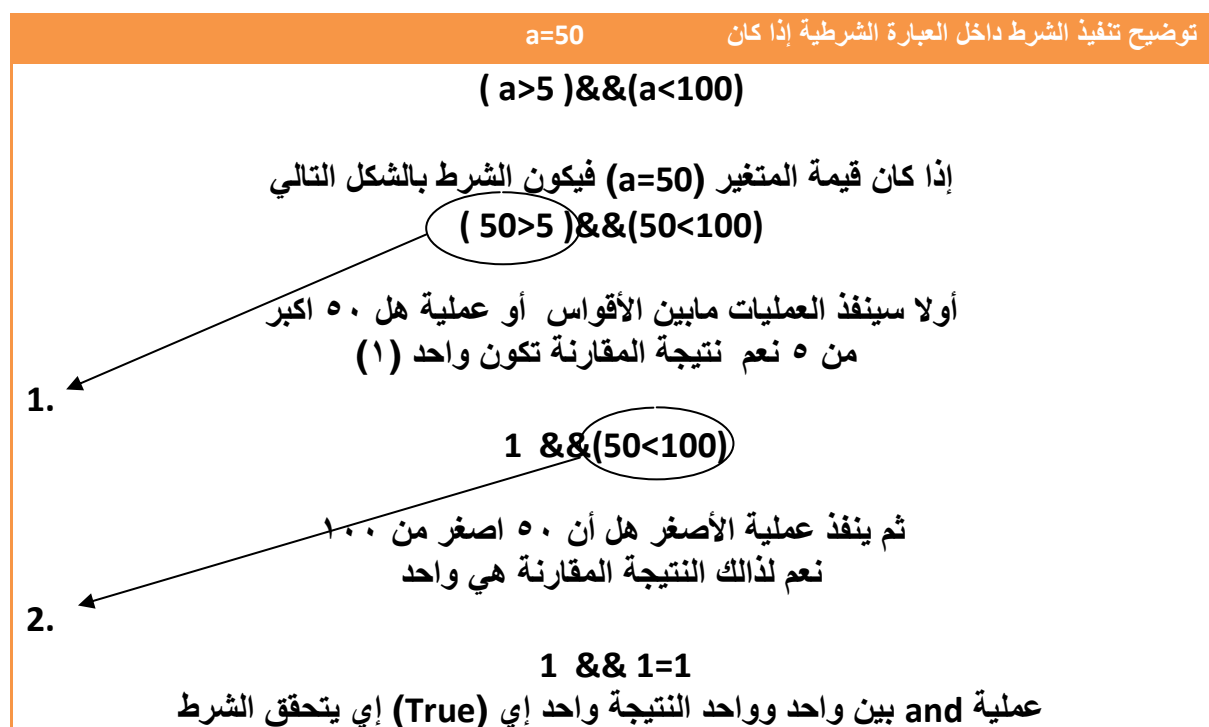 توضيح تنفيذ الشرط داخل العبارة الشرطية إذا كان a=50
( a>5 )&&(a<100)
إذا كان قيمة المتغير (a=50) فيكون الشرط بالشكل التالي
( 50>5 )&&(50<100)
أولا سينفذ العمليات مابين الأقواس أو عملية هل ٥٠ اكبر
من ٥ نعم نتيجة المقارنة تكون واحد (١)
1.
1 &&(50<100)
ثم ينفذ عملية الأصغر هل أن ٥٠ اصغر من ١٠٠
نعم لذالك النتيجة المقارنة هي واحد
2.
1 && 1=1
عملية and بين واحد وواحد النتيجة واحد إي (True) إي يتحقق الشرط